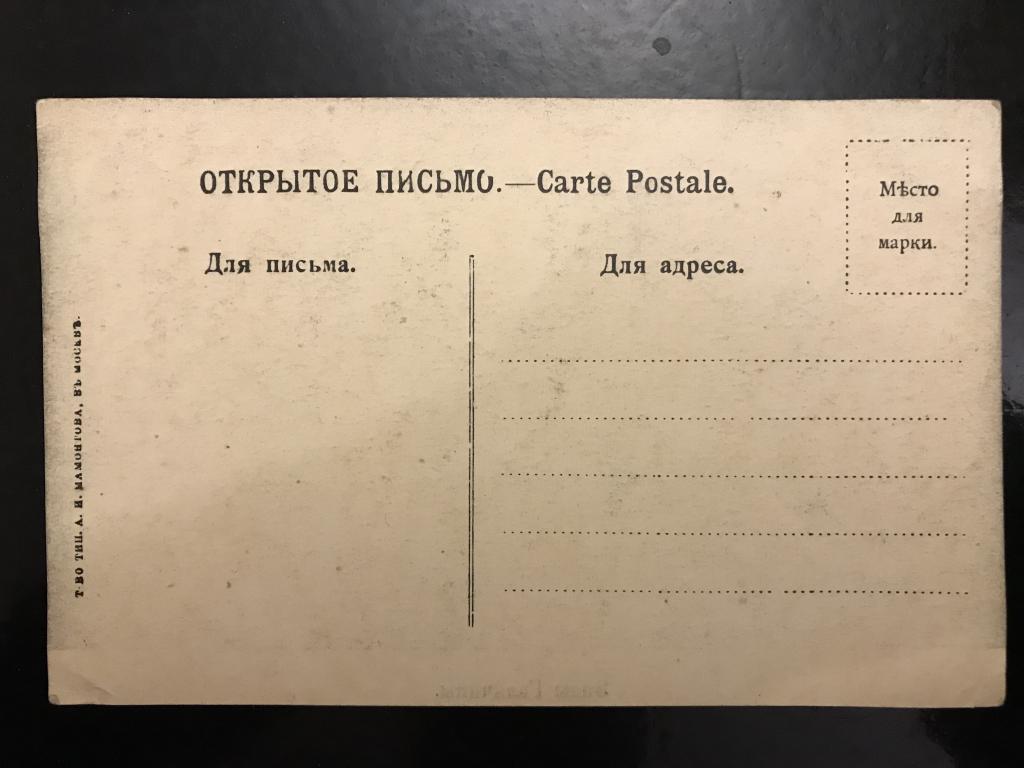 ОТКРЫТОЕ ПИСЬМО.—Carte Postale.
Мѣсто
для
марки.
Для письма.
Для адреса.
Т-ВО ТИП. А. И. МАМОНТОВА, ВЪ МОСКВѢ.